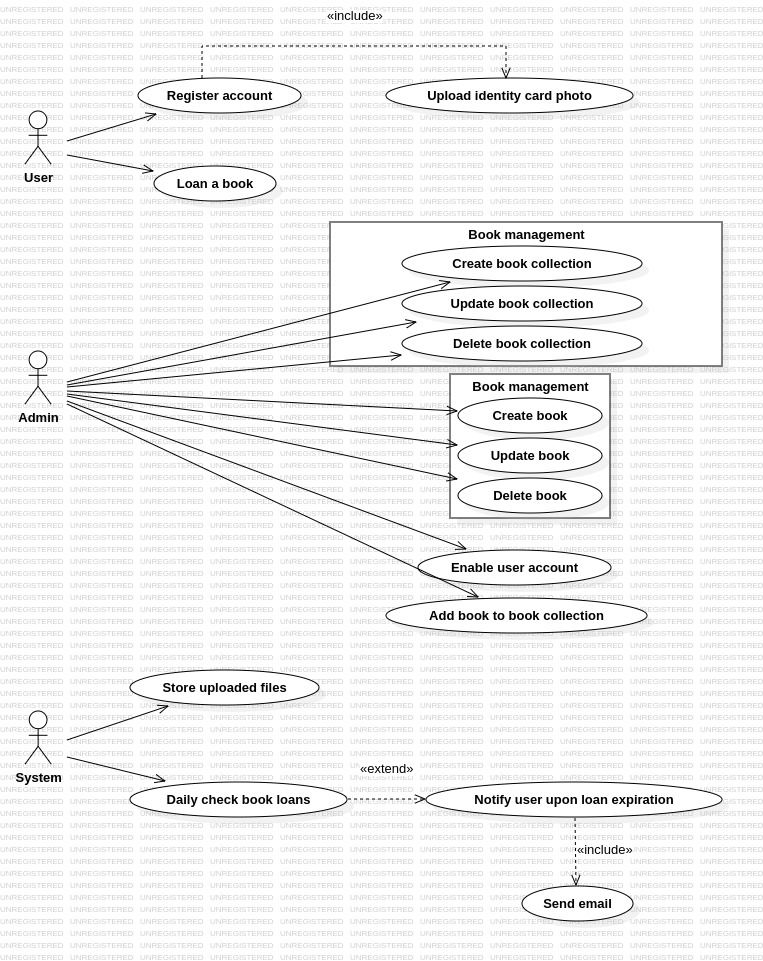 «include»
Register account
Upload identity card photo
User
Loan a book
Book management
Create book collection
Update book collection
Delete book collection
Admin
Book management
Create book
Update book
Delete book
Enable user account
Add book to book collection
Store uploaded files
System
«extend»
Daily check book loans
Notify user upon loan expiration
«include»
Send email
UNREGISTERED